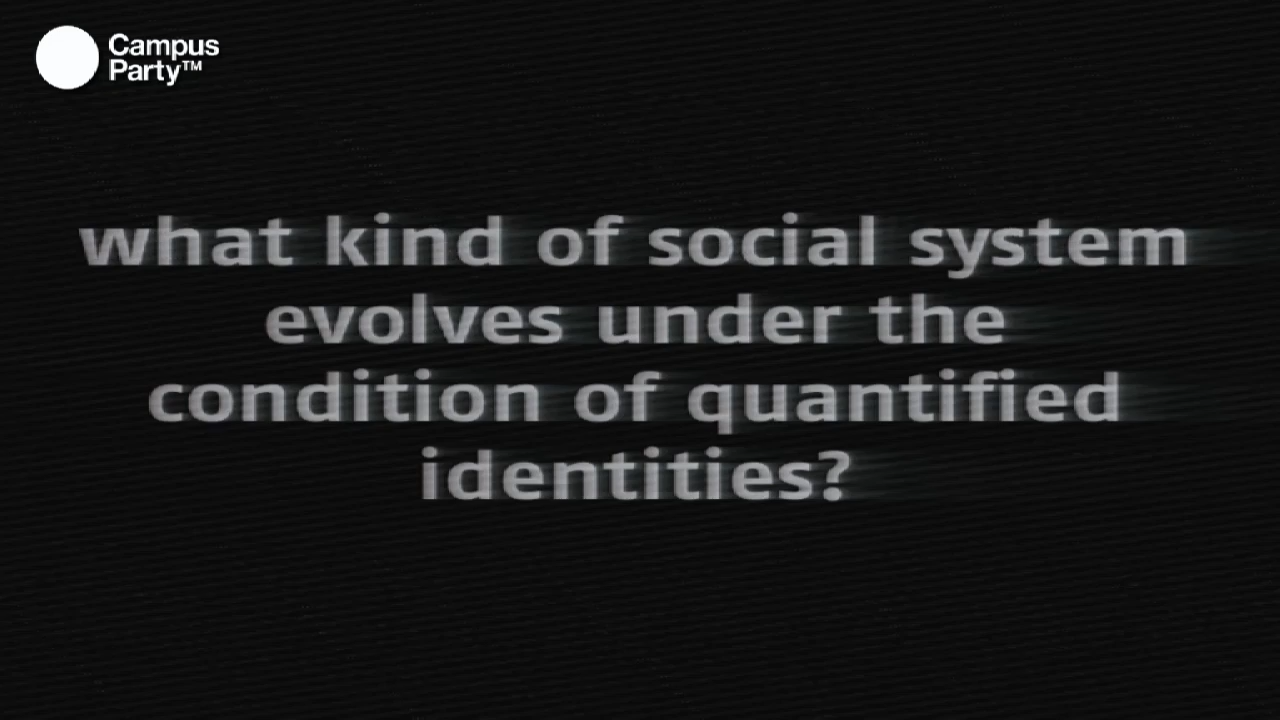 Campus
Party™
what kind of social system
evolves under the
condition of quantified
identities?